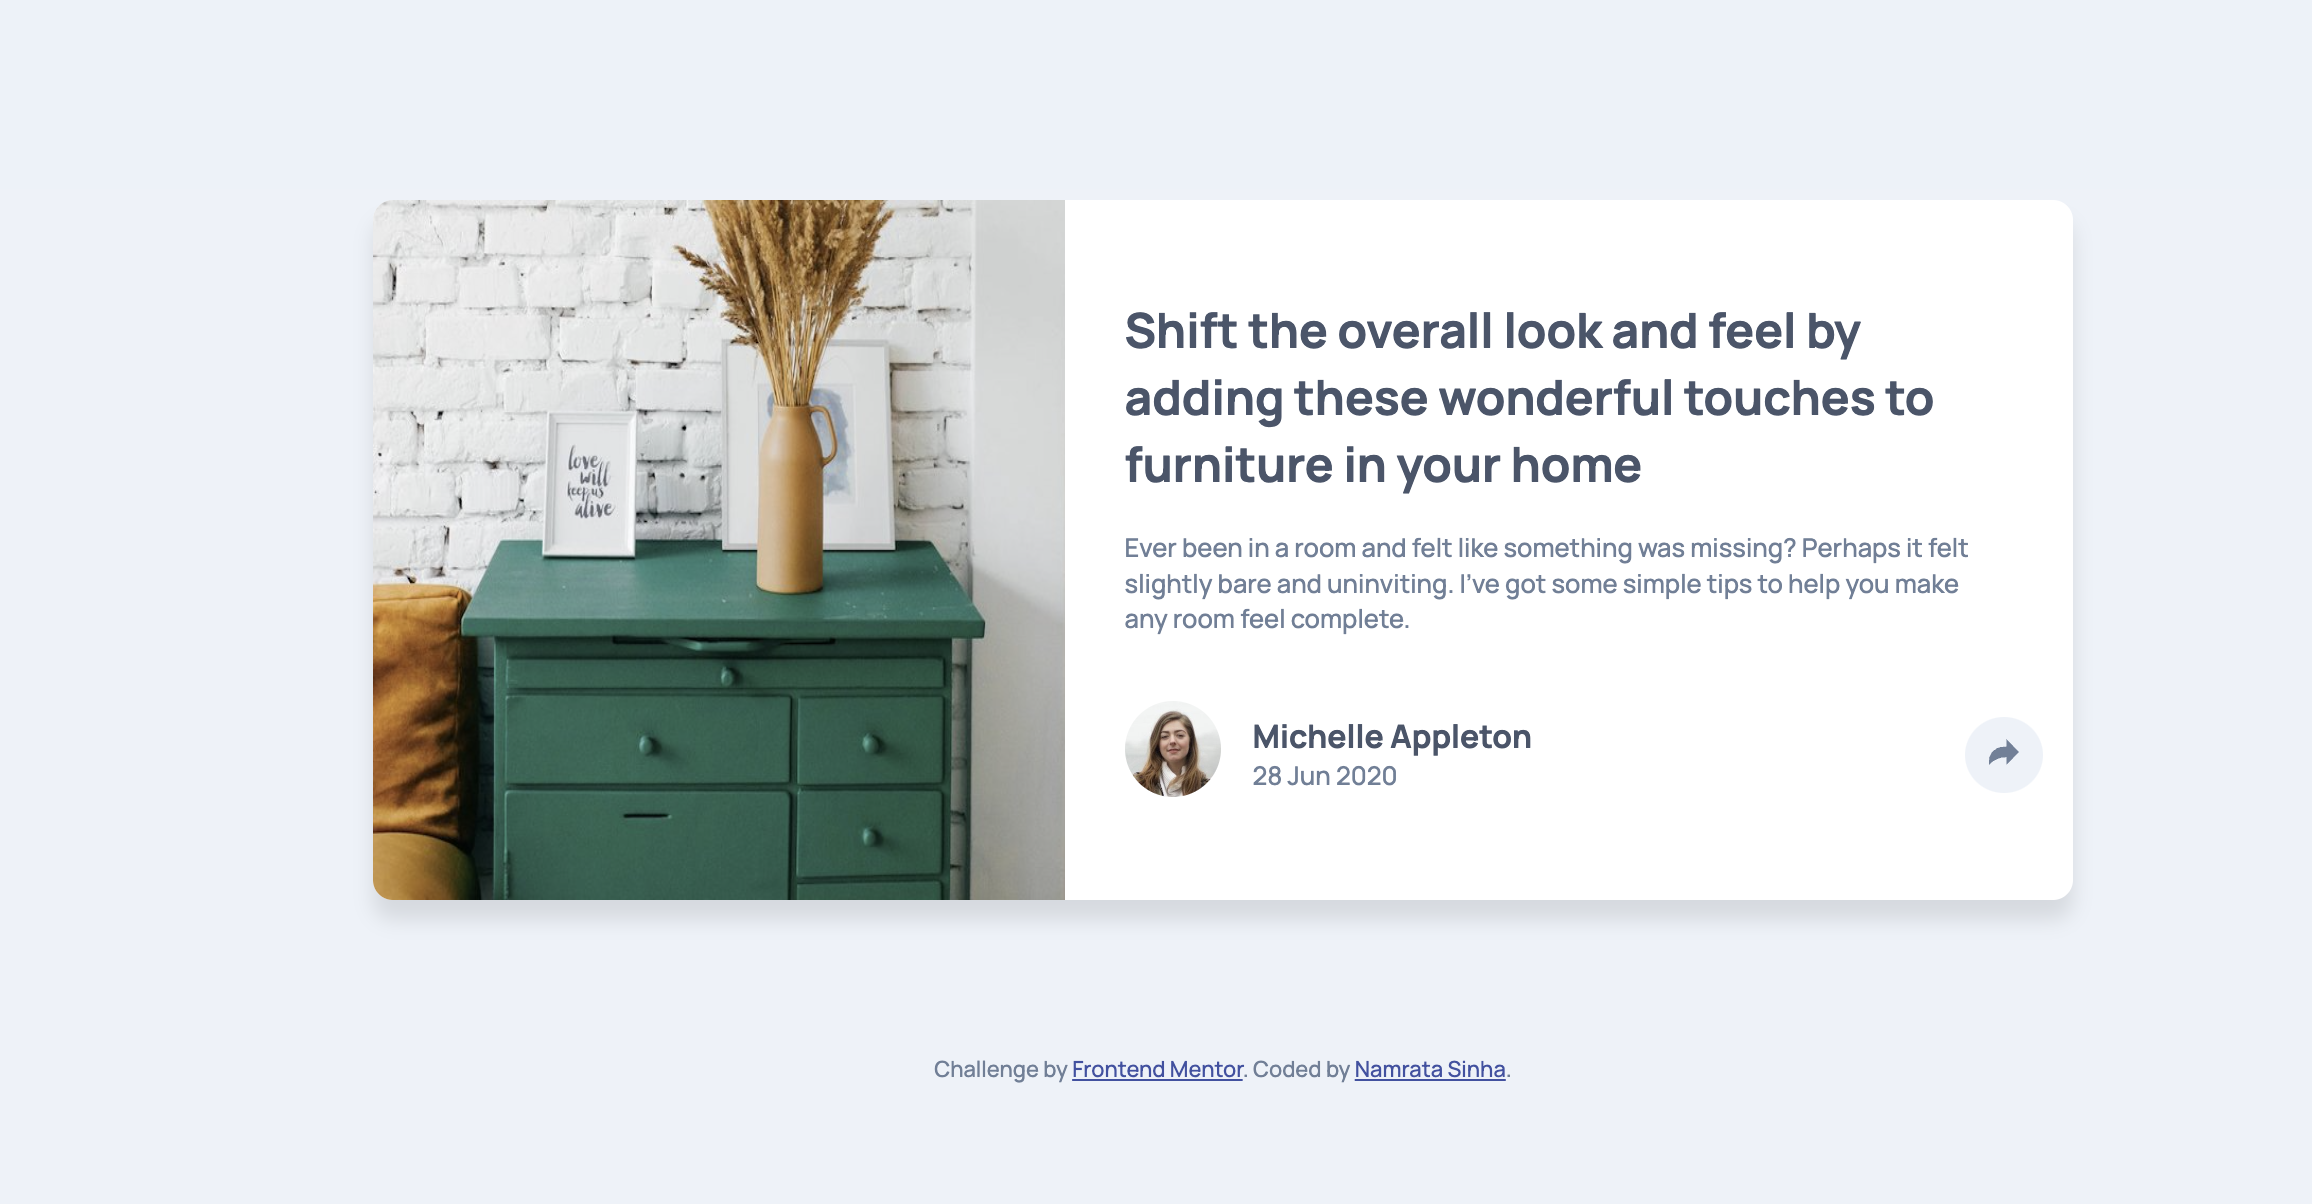 love
will
keep us
alive
Shift the overall look and feel by
adding these wonderful touches to
furniture in your home
Ever been in a room and felt like something was missing? Perhaps it felt
slightly bare and uninviting. I’ve got some simple tips to help you make
any room feel complete.
Michelle Appleton
28 Jun 2020
Challenge by Frontend Mentor. Coded by Namrata Sinha.